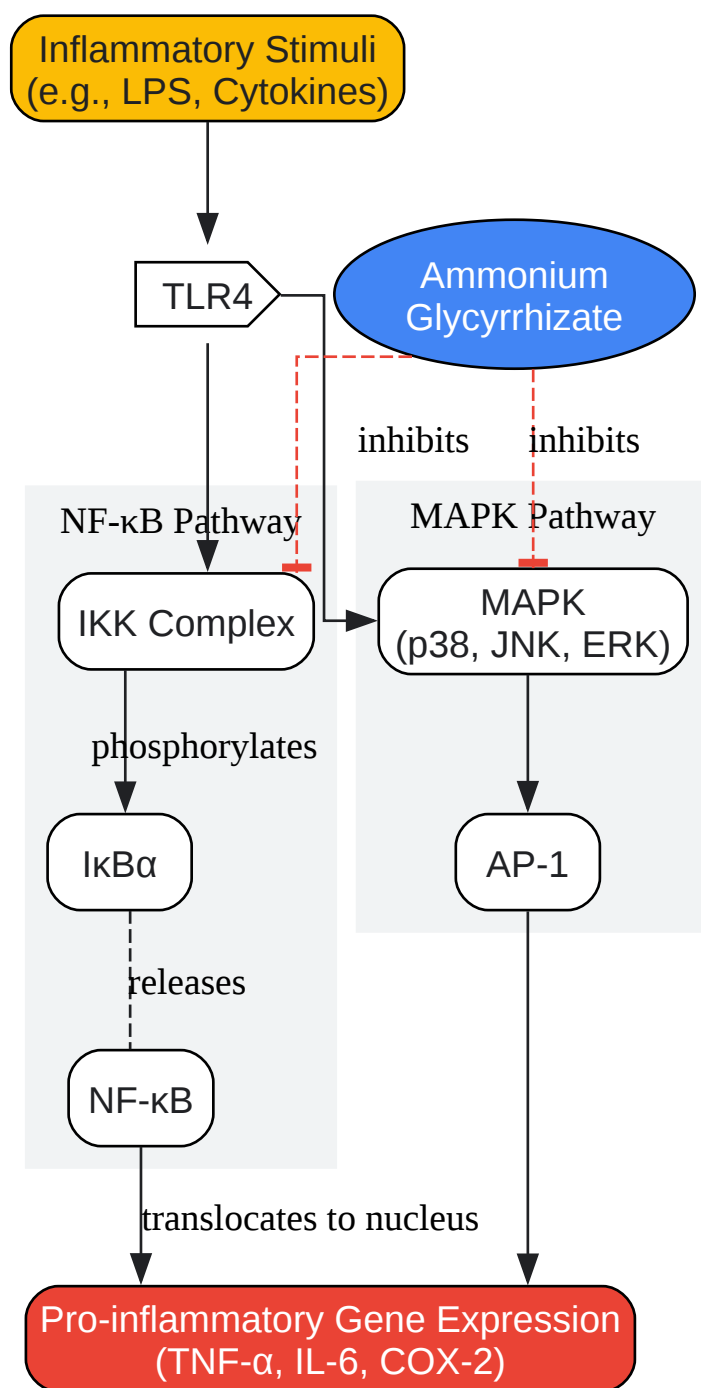 Inflammatory Stimuli
(e.g., LPS, Cytokines)
TLR4
Ammonium
Glycyrrhizate
inhibits
inhibits
NF-κB Pathway
MAPK Pathway
IKK Complex
MAPK
(p38, JNK, ERK)
phosphorylates
IκBα
AP-1
releases
NF-κB
translocates to nucleus
Pro-inflammatory Gene Expression
(TNF-α, IL-6, COX-2)